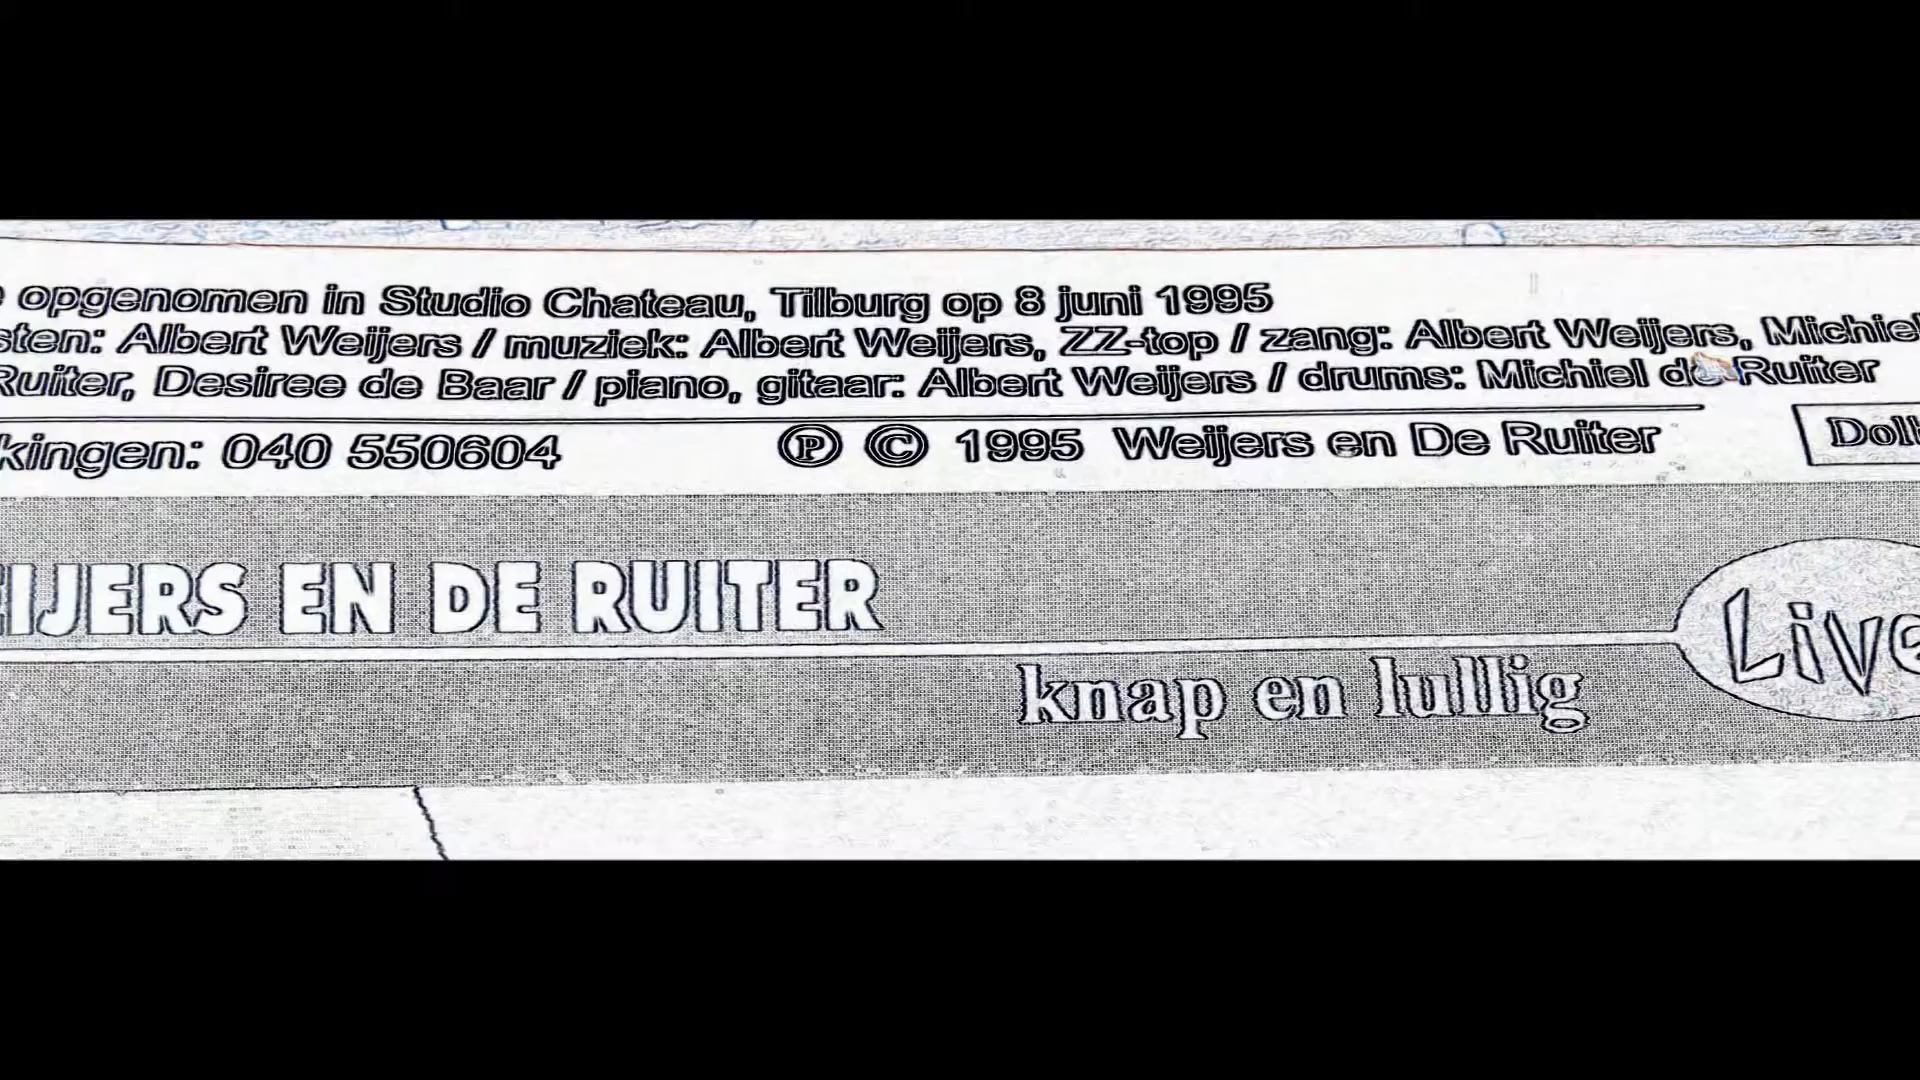 opgenomen in Studio Chateau, Tilburg op 8 juni 1995
sten: Albert Weijers / muziek: Albert Weijers, ZZ-top / zang: Albert Weijers, Michiel
Ruiter, Desiree de Baar / piano, gitaar: Albert Weijers / drums: Michiel de Ruiter
kingen: 040 550604
Ⓟ © 1995 Weijers en De Ruiter
Dol
EIJERS EN DE RUITER
knap en lullig
Live